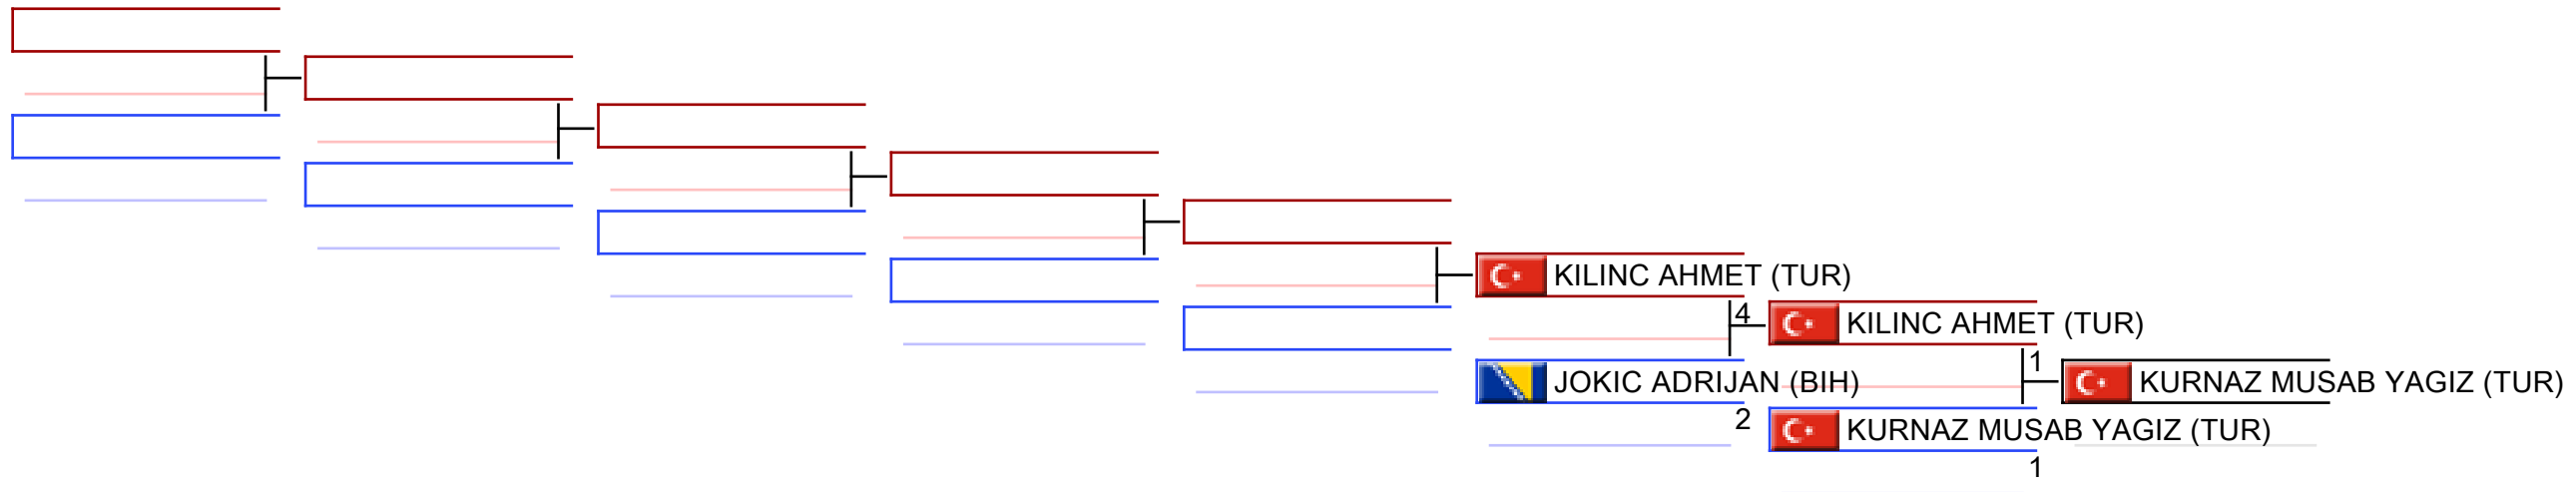 KILINC AHMET (TUR)
4
KILINC AHMET (TUR)
1
JOKIC ADRIJAN (BIH)
KURNAZ MUSAB YAGIZ (TUR)
2
KURNAZ MUSAB YAGIZ (TUR)
1